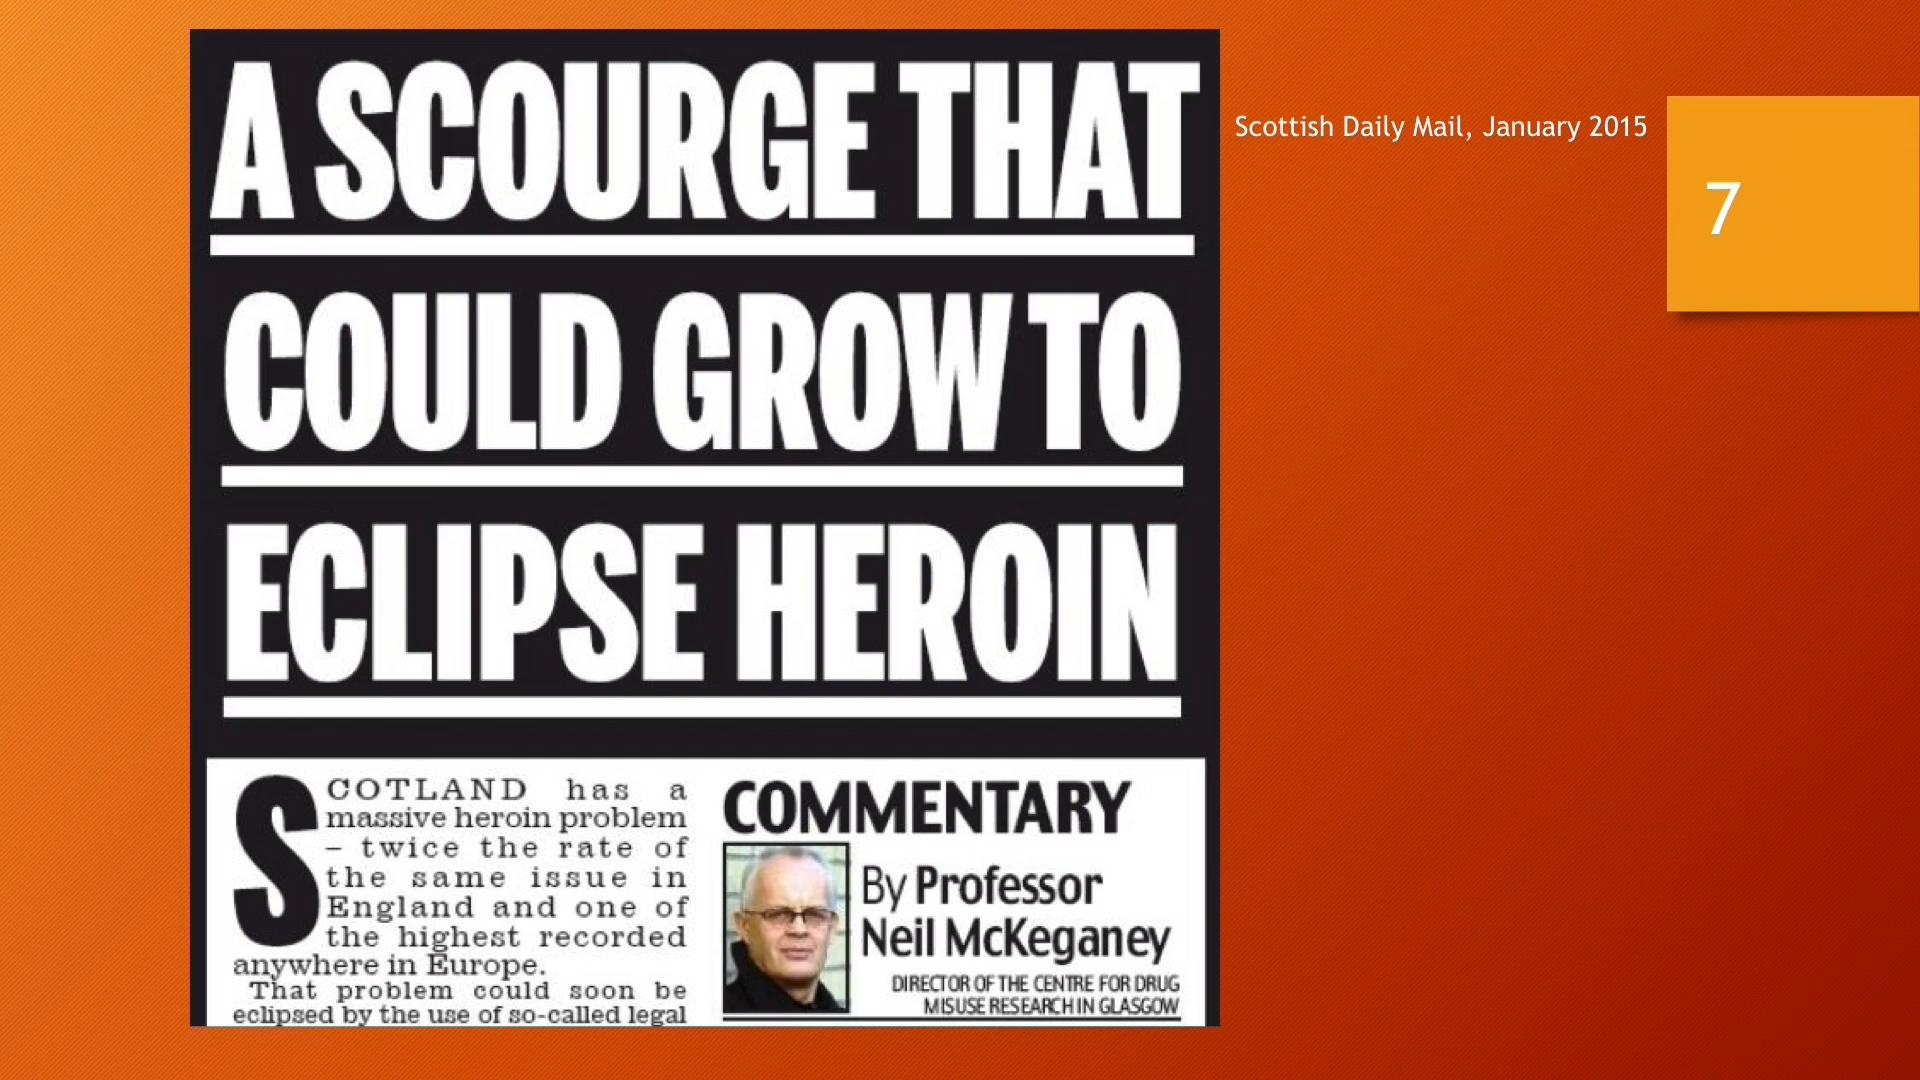 A SCOURGE THAT
COULD GROW TO
ECLIPSE HEROIN
SCOTLAND has a
massive heroin problem
– twice the rate of
the same issue in
England and one of
the highest recorded
anywhere in Europe.
That problem could soon be
eclipsed by the use of so-called legal
COMMENTARY
By Professor
Neil McKeganey
DIRECTOR OF THE CENTRE FOR DRUG
MISUSE RESEARCH IN GLASGOW
Scottish Daily Mail, January 2015
7